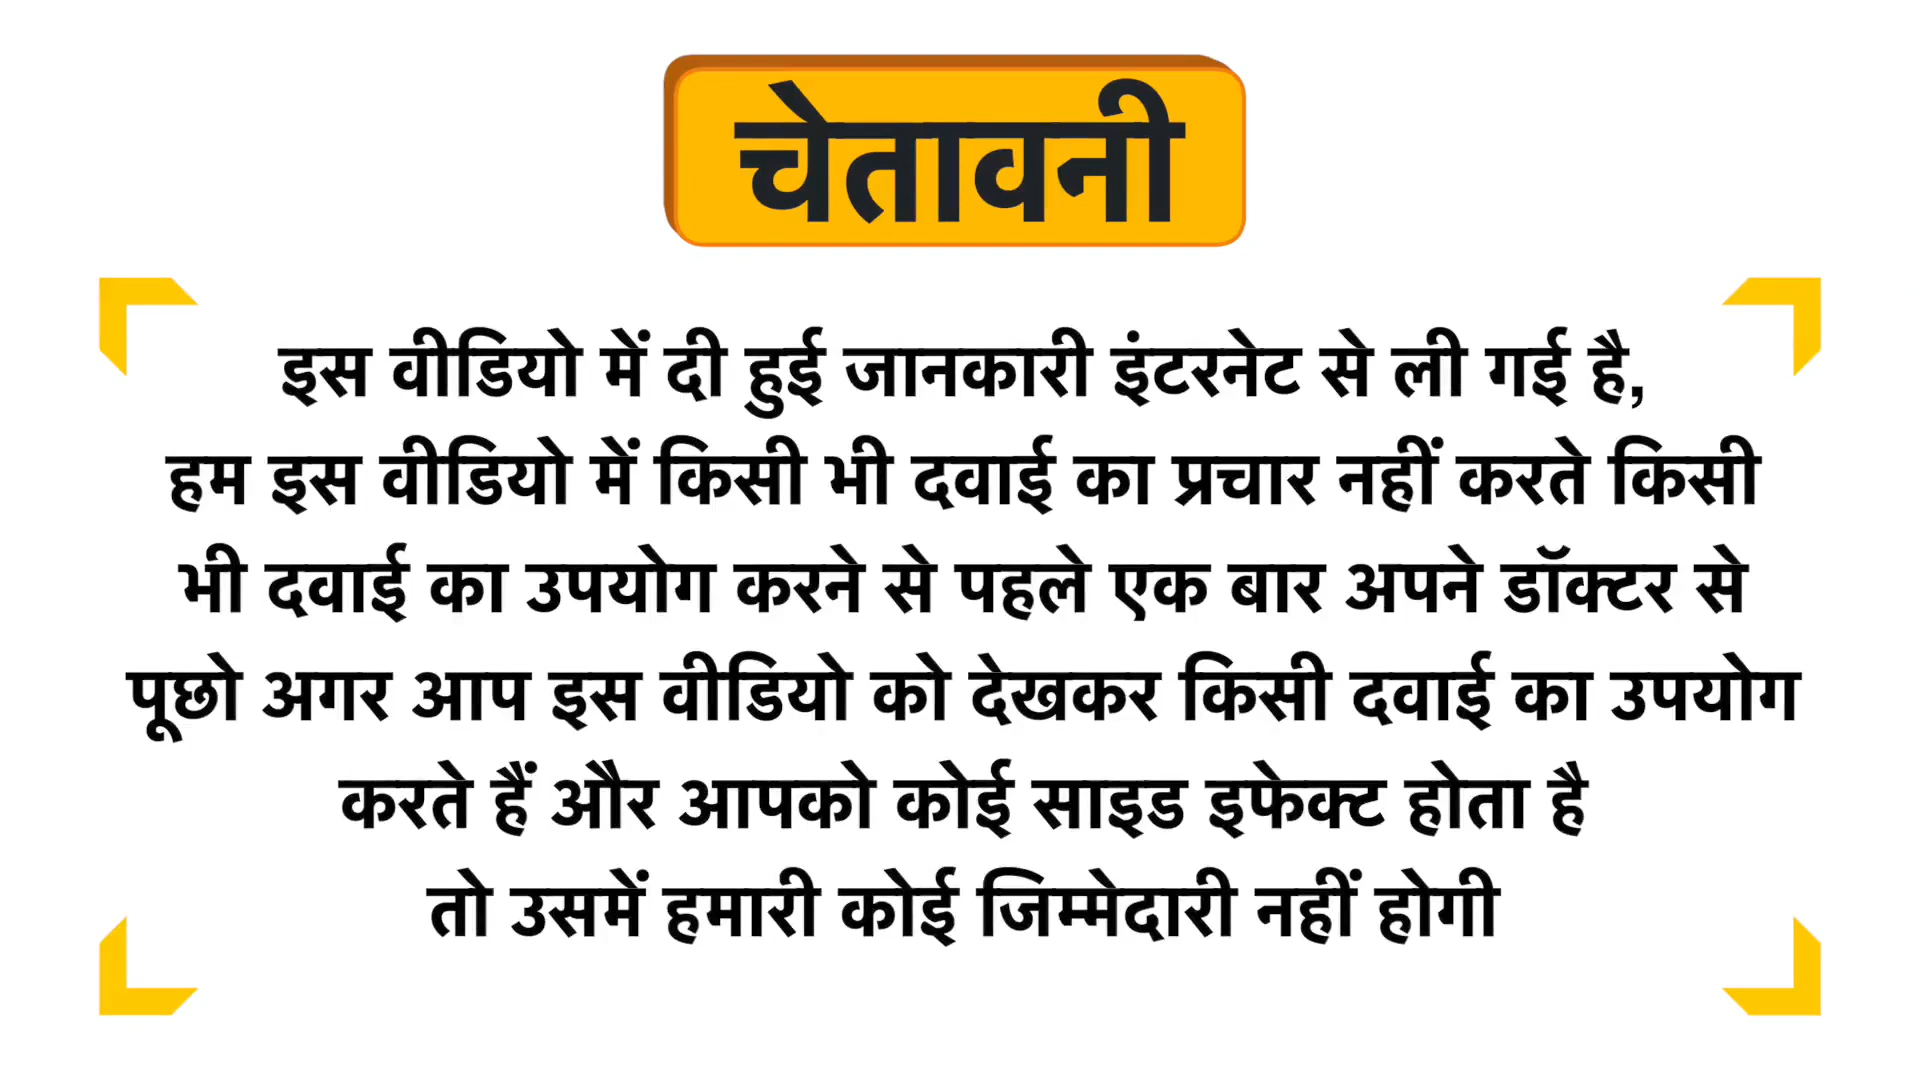 चेतावनी
इस वीडियो में दी हुई जानकारी इंटरनेट से ली गई है,
हम इस वीडियो में किसी भी दवाई का प्रचार नहीं करते किसी
भी दवाई का उपयोग करने से पहले एक बार अपने डॉक्टर से
पूछो अगर आप इस वीडियो को देखकर किसी दवाई का उपयोग
करते हैं और आपको कोई साइड इफेक्ट होता है
तो उसमें हमारी कोई जिम्मेदारी नहीं होगी